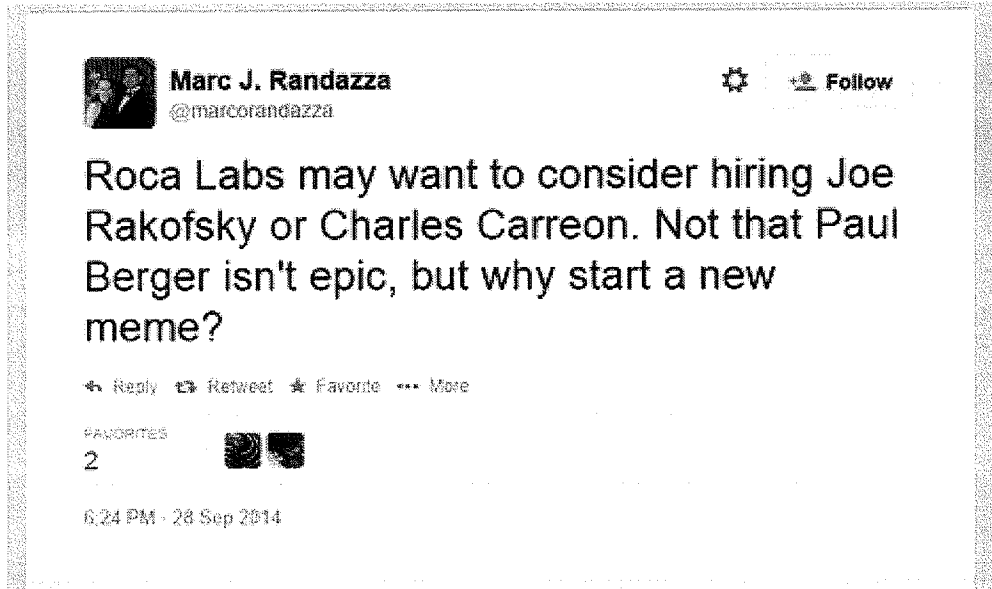 Marc J. Randazza
@marcorandazza
Follow
Roca Labs may want to consider hiring Joe
Rakofsky or Charles Carreon. Not that Paul
Berger isn't epic, but why start a new
meme?
Reply Retweet Favorite More
FAVORITES
2
6:24 PM - 28 Sep 2014